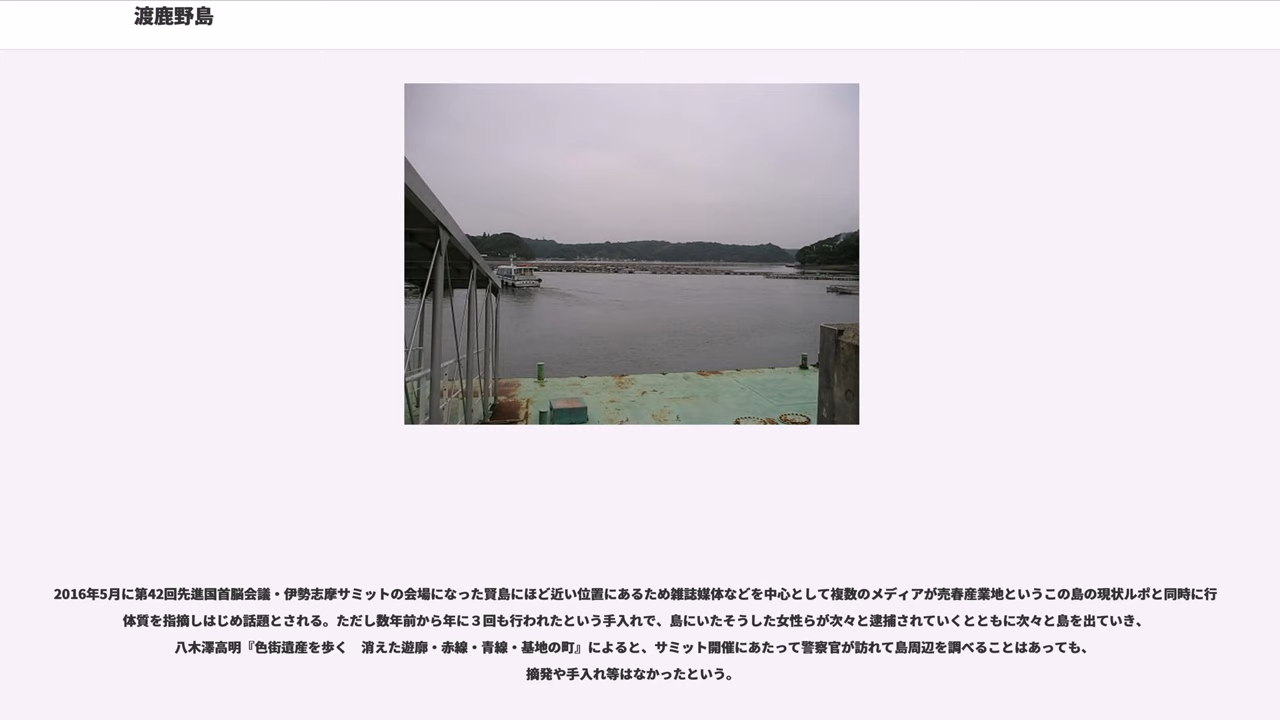 渡鹿野島
2016年5月に第42回先進国首脳会議・伊勢志摩サミットの会場になった賢島にほど近い位置にあるため雑誌媒体などを中心として複数のメディアが売春産業地というこの島の現状ルポと同時に行
体質を指摘しはじめ話題とされる。ただし数年前から年に３回も行われたという手入れで、島にいたそうした女性らが次々と逮捕されていくとともに次々と島を出ていき、
八木澤高明『色街遺産を歩く　消えた遊廓・赤線・青線・基地の町』によると、サミット開催にあたって警察官が訪れて島周辺を調べることはあっても、
摘発や手入れ等はなかったという。